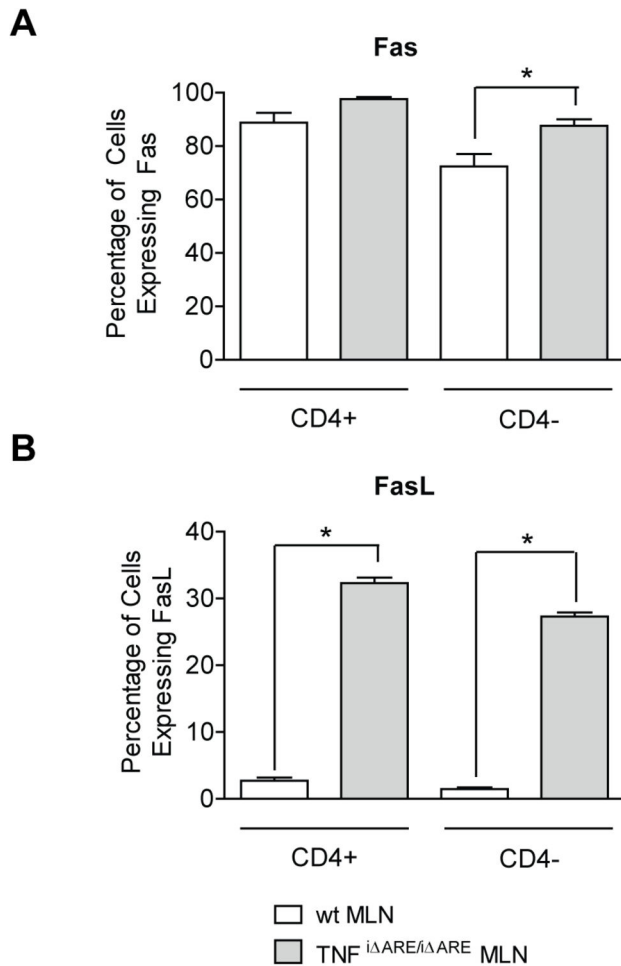 A
Fas
*
Percentage of Cells
Expressing Fas
100
80
60
40
20
0
CD4+
CD4-
B
FasL
*
*
Percentage of Cells
Expressing FasL
40
30
20
10
0
CD4+
CD4-
wt MLN
TNF iΔARE/iΔARE MLN